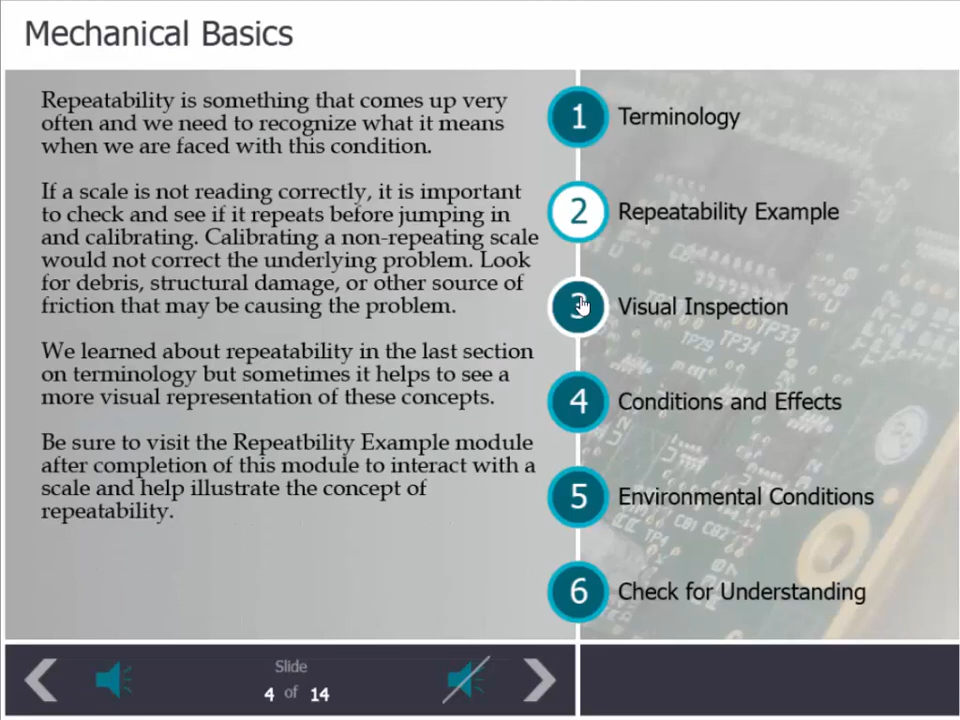 Mechanical Basics
Repeatability is something that comes up very
often and we need to recognize what it means
when we are faced with this condition.
If a scale is not reading correctly, it is important
to check and see if it repeats before jumping in
and calibrating. Calibrating a non-repeating scale
would not correct the underlying problem. Look
for debris, structural damage, or other source of
friction that may be causing the problem.
We learned about repeatability in the last section
on terminology but sometimes it helps to see a
more visual representation of these concepts.
Be sure to visit the Repeatbility Example module
after completion of this module to interact with a
scale and help illustrate the concept of
repeatability.
1 Terminology
2 Repeatability Example
3 Visual Inspection
4 Conditions and Effects
5 Environmental Conditions
6 Check for Understanding
TP33
TP34
TP29
CB1 CB2
TP4
Slide
4 of 14